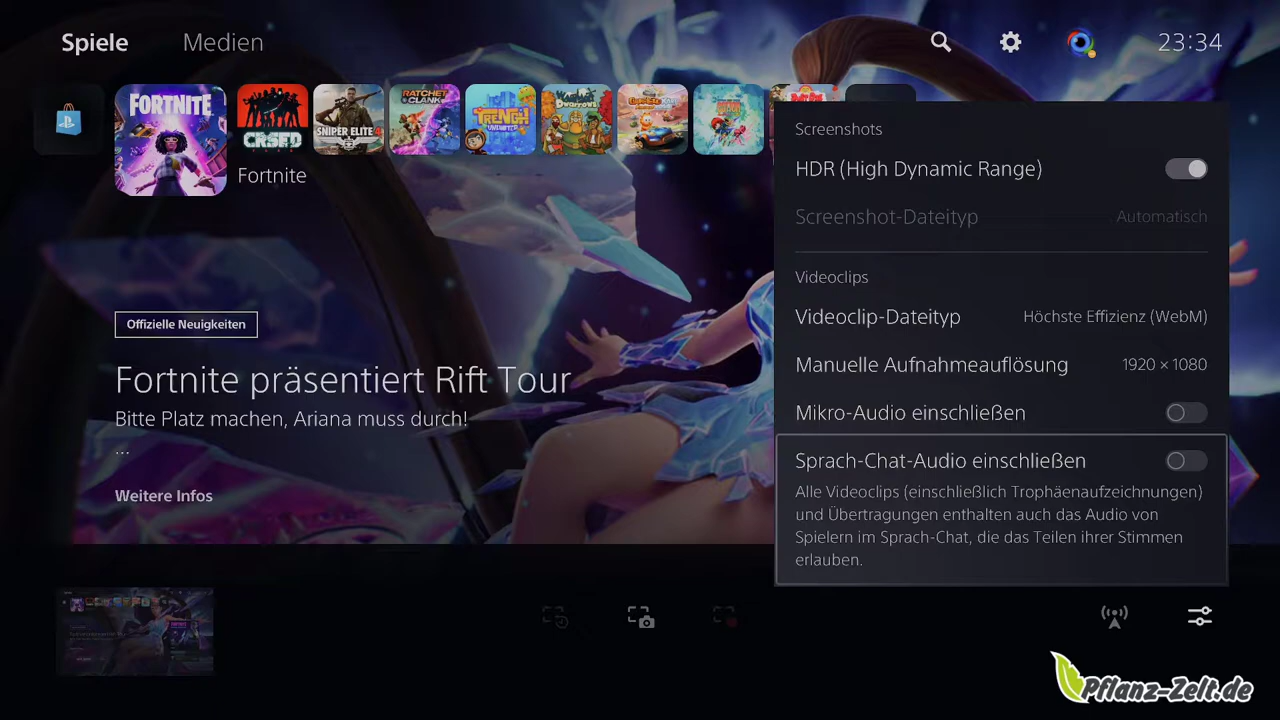 Spiele
Medien
23:34
FORTNITE
CRSED
SNIPER ELITE 4
RATCHET CLANK
Fortnite
Screenshots
HDR (High Dynamic Range)
Screenshot-Dateityp
Automatisch
Videoclips
Videoclip-Dateityp
Höchste Effizienz (WebM)
Manuelle Aufnahmeauflösung
1920 × 1080
Mikro-Audio einschließen
Sprach-Chat-Audio einschließen
Alle Videoclips (einschließlich Trophäenaufzeichnungen)
und Übertragungen enthalten auch das Audio von
Spielern im Sprach-Chat, die das Teilen ihrer Stimmen
erlauben.
Offizielle Neuigkeiten
Fortnite präsentiert Rift Tour
Bitte Platz machen, Ariana muss durch!
...
Weitere Infos
Pflanz-Zelt.de